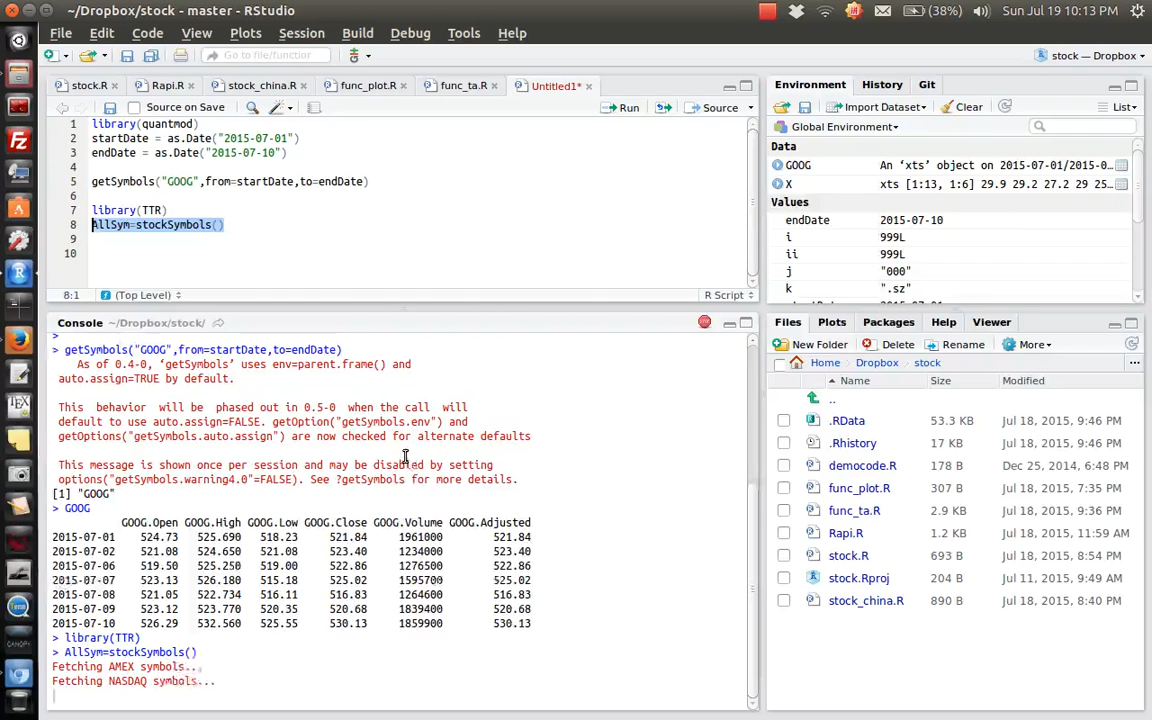 ~/Dropbox/stock - master - RStudio
(38%)
Sun Jul 19 10:13 PM
File Edit Code View Plots Session Build Debug Tools Help
Go to file/function
stock — Dropbox
stock.R
Rapi.R
stock_china.R
func_plot.R
func_ta.R
Untitled1*
Source on Save
Run
Source
1 library(quantmod)
2 startDate = as.Date("2015-07-01")
3 endDate = as.Date("2015-07-10")
4
5 getSymbols("GOOG",from=startDate,to=endDate)
6
7 library(TTR)
8 AllSym=stockSymbols()
9
10
8:1 (Top Level) R Script
Console ~/Dropbox/stock/
>
> getSymbols("GOOG",from=startDate,to=endDate)
As of 0.4-0, ‘getSymbols’ uses env=parent.frame() and
auto.assign=TRUE by default.
This behavior will be phased out in 0.5-0 when the call will
default to use auto.assign=FALSE. getOption("getSymbols.env") and
getOptions("getSymbols.auto.assign") are now checked for alternate defaults
This message is shown once per session and may be disabled by setting
options("getSymbols.warning4.0"=FALSE). See ?getSymbols for more details.
[1] "GOOG"
> GOOG
GOOG.Open GOOG.High GOOG.Low GOOG.Close GOOG.Volume GOOG.Adjusted
2015-07-01 524.73 525.690 518.23 521.84 1961000 521.84
2015-07-02 521.08 524.650 521.08 523.40 1234000 523.40
2015-07-06 519.50 525.250 519.00 522.86 1276500 522.86
2015-07-07 523.13 526.180 515.18 525.02 1595700 525.02
2015-07-08 521.05 522.734 516.11 516.83 1264600 516.83
2015-07-09 523.12 523.770 520.35 520.68 1839400 520.68
2015-07-10 526.29 532.560 525.55 530.13 1859900 530.13
> library(TTR)
> AllSym=stockSymbols()
Fetching AMEX symbols...
Fetching NASDAQ symbols...
Environment History Git
Import Dataset Clear List
Global Environment
Data
GOOG An ‘xts’ object on 2015-07-01/2015-0…
X xts [1:13, 1:6] 29.9 29.2 27.2 29 25…
Values
endDate 2015-07-10
i 999L
ii 999L
j "000"
k ".sz"
Files Plots Packages Help Viewer
New Folder Delete Rename More
Home Dropbox stock
Name Size Modified
..
.RData 53.3 KB Jul 18, 2015, 9:46 PM
.Rhistory 17.4 KB Jul 18, 2015, 9:46 PM
democode.R 178 B Dec 25, 2014, 6:48 PM
func_plot.R 307 B Jul 18, 2015, 7:35 PM
func_ta.R 2.9 KB Jul 18, 2015, 9:36 PM
Rapi.R 1.2 KB Jul 18, 2015, 11:59 AM
stock.R 693 B Jul 18, 2015, 8:54 PM
stock.Rproj 204 B Jul 11, 2015, 9:49 AM
stock_china.R 890 B Jul 18, 2015, 8:40 PM